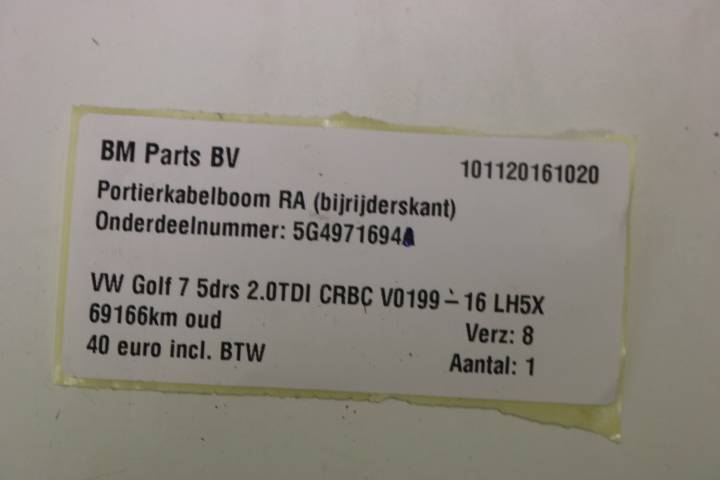 BM Parts BV 101120161020
Portierkabelboom RA (bijrijderskant)
Onderdeelnummer: 5G4971694A
VW Golf 7 5drs 2.0TDI CRBC V0199 - 16 LH5X
69166km oud Verz: 8
40 euro incl. BTW Aantal: 1